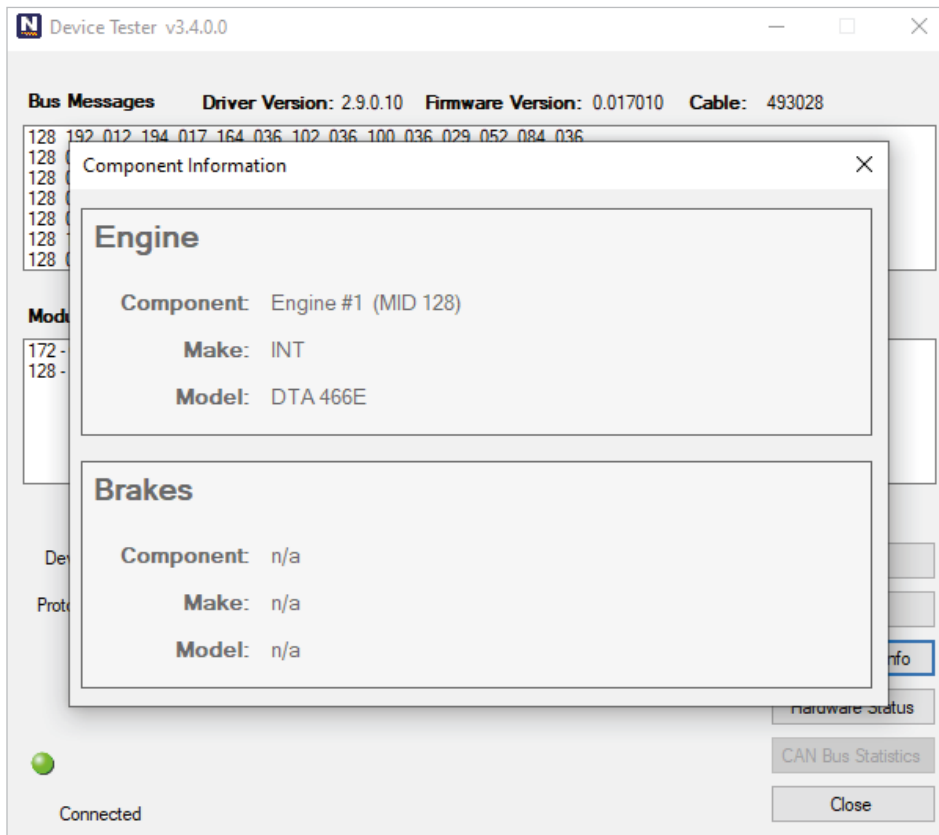 N Device Tester v3.4.0.0
Bus Messages Driver Version: 2.9.0.10 Firmware Version: 0.017010 Cable: 493028
128 192 012 194 017 164 036 102 036 100 036 029 052 084 036
128
128
128
128
128
128
Component Information
Engine
Component: Engine #1 (MID 128)
Make: INT
Model: DTA 466E
172 -
128 -
Brakes
Component: n/a
Make: n/a
Model: n/a
Hardware Status
CAN Bus Statistics
Close
Connected